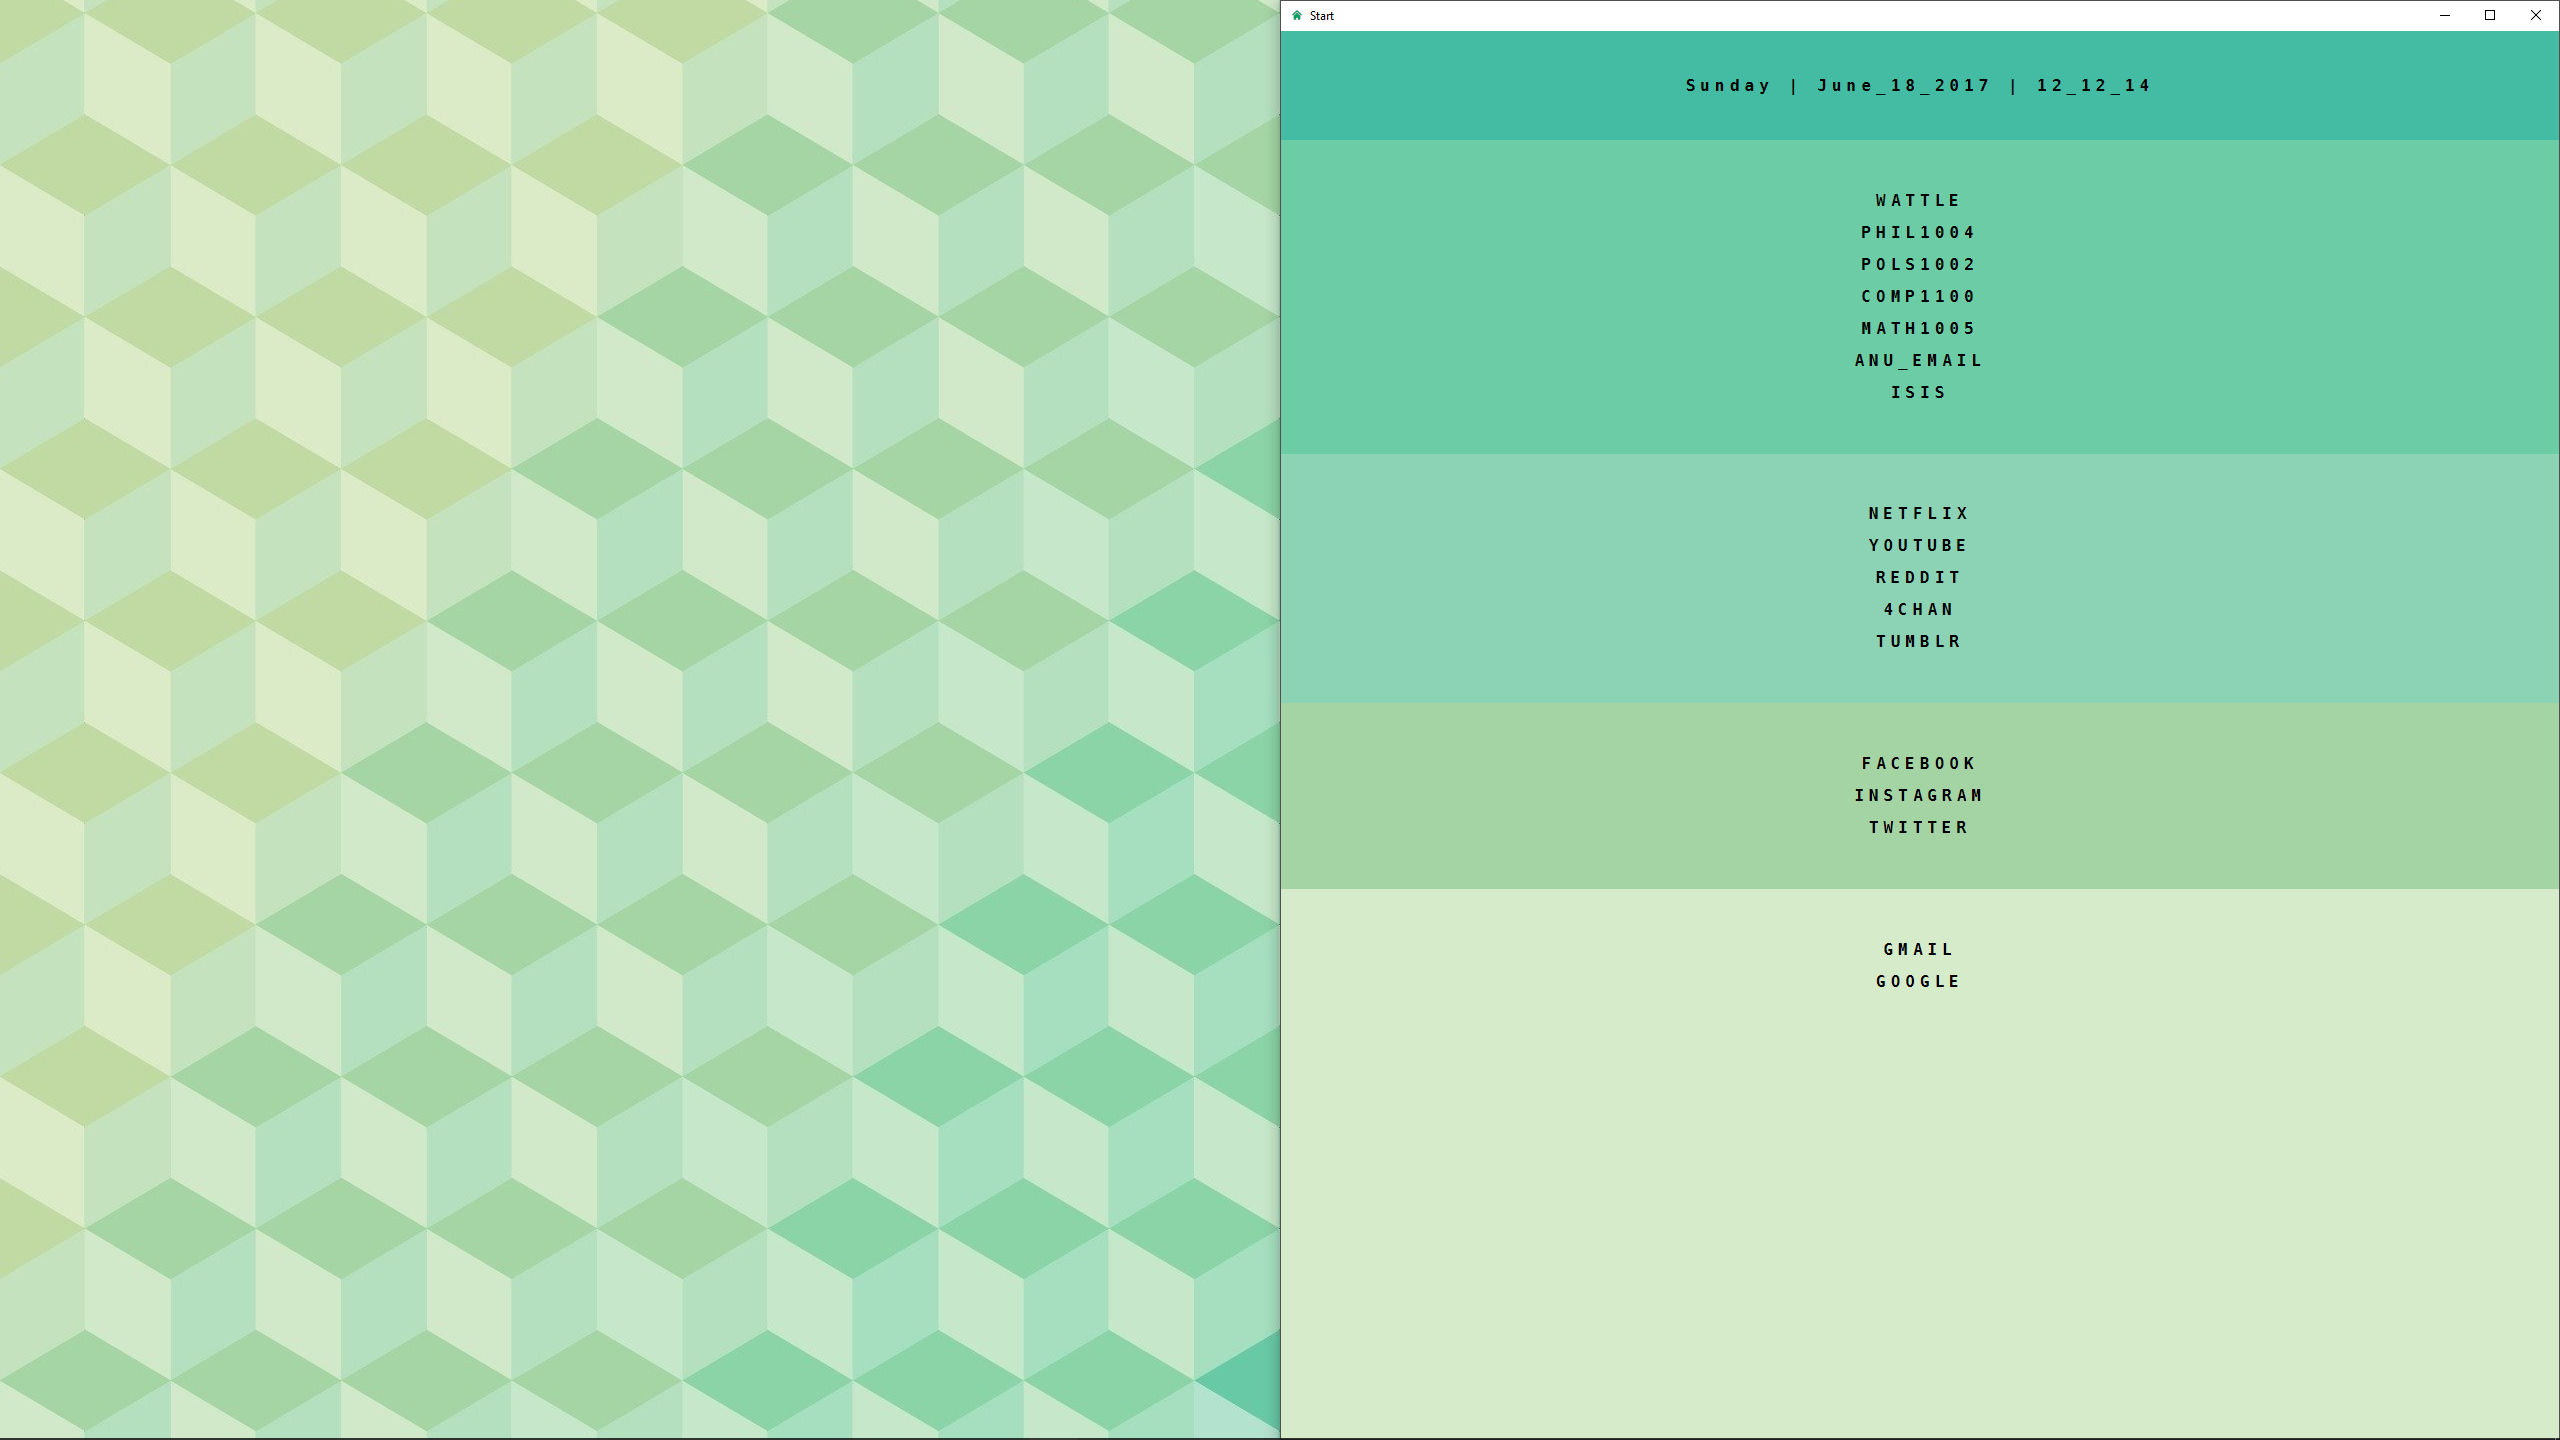 Start
Sunday | June_18_2017 | 12_12_14
WATTLE
PHIL1004
POLS1002
COMP1100
MATH1005
ANU_EMAIL
ISIS
NETFLIX
YOUTUBE
REDDIT
4CHAN
TUMBLR
FACEBOOK
INSTAGRAM
TWITTER
GMAIL
GOOGLE